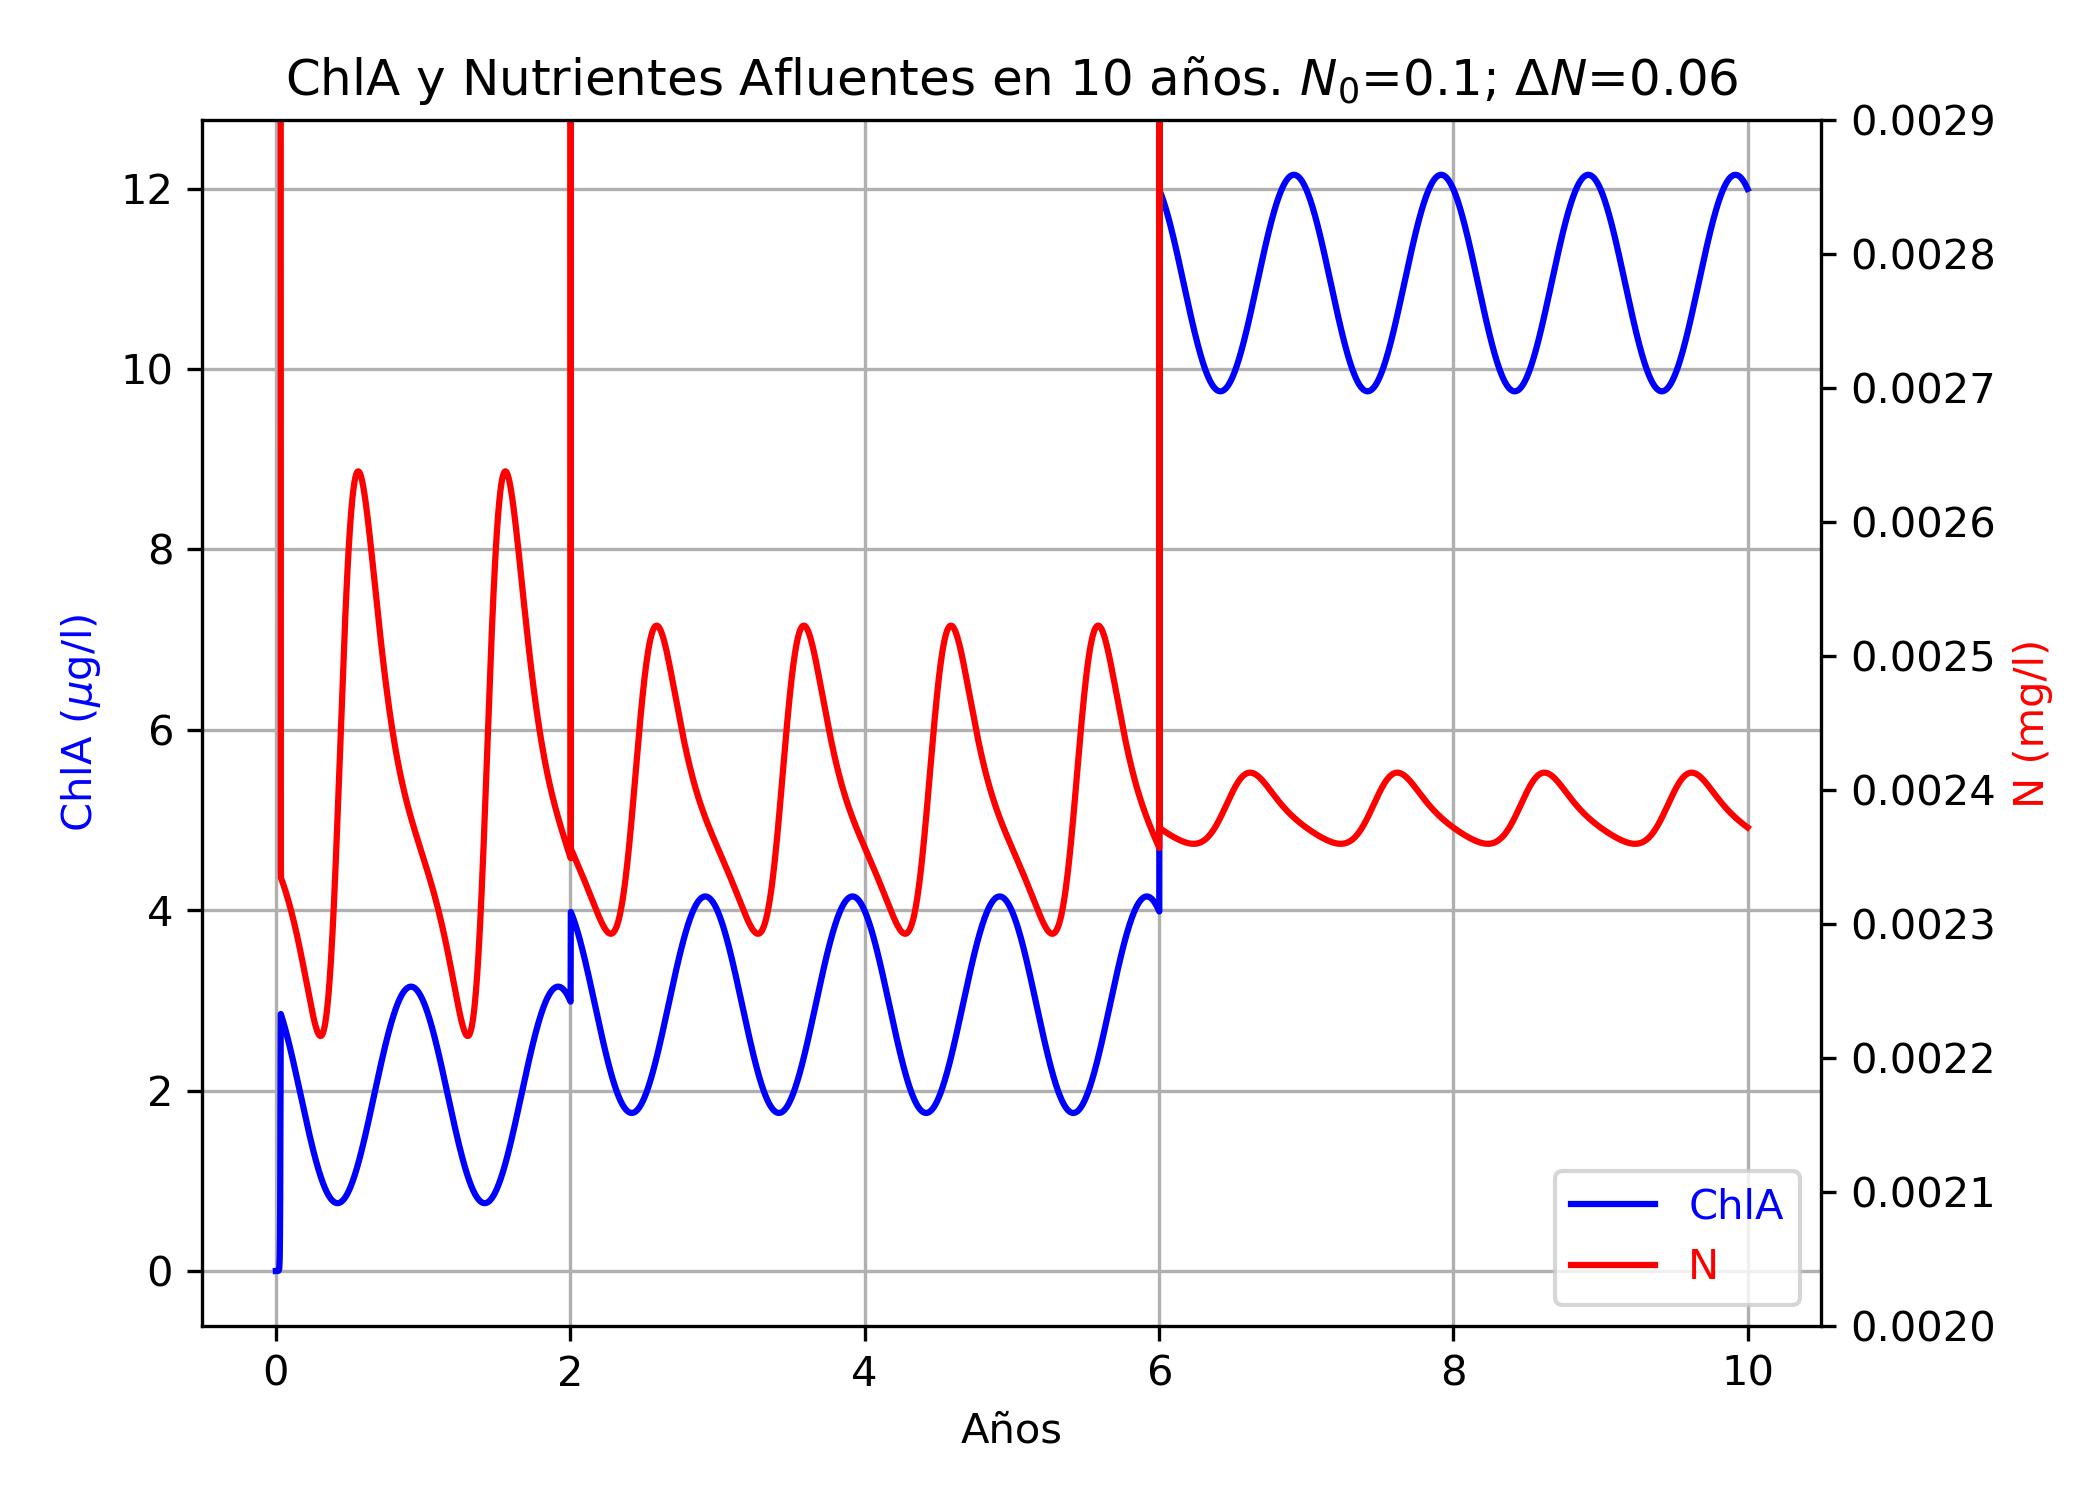 ChlA y Nutrientes Afluentes en 10 años. N₀=0.1; ΔN=0.06
12
10
8
6
4
2
0
ChlA (μg/l)
0.0029
0.0028
0.0027
0.0026
0.0025
0.0024
0.0023
0.0022
0.0021
0.0020
N (mg/l)
ChlA
N
0 2 4 6 8 10
Años